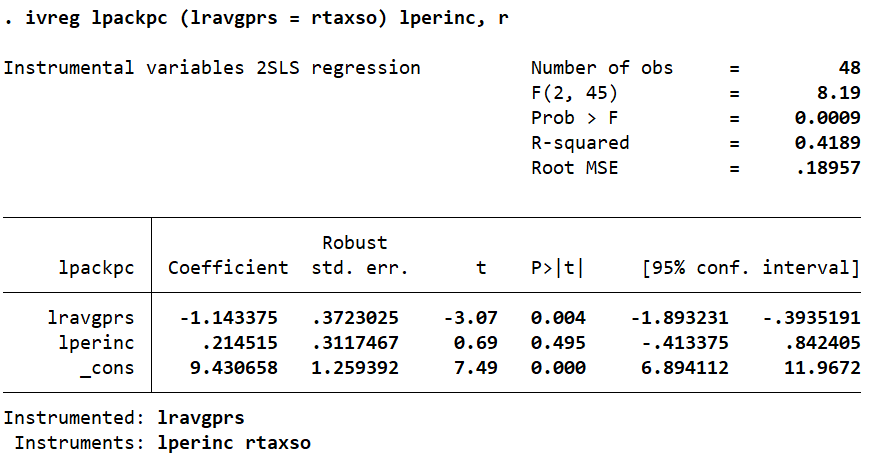 . ivreg lpackpc (lravgprs = rtaxso) lperinc, r
Instrumental variables 2SLS regression Number of obs = 48
F(2, 45) = 8.19
Prob > F = 0.0009
R-squared = 0.4189
Root MSE = .18957
Robust
lpackpc Coefficient std. err. t P>|t| [95% conf. interval]
lravgprs -1.143375 .3723025 -3.07 0.004 -1.893231 -.3935191
lperinc .214515 .3117467 0.69 0.495 -.413375 .842405
_cons 9.430658 1.259392 7.49 0.000 6.894112 11.9672
Instrumented: lravgprs
Instruments: lperinc rtaxso